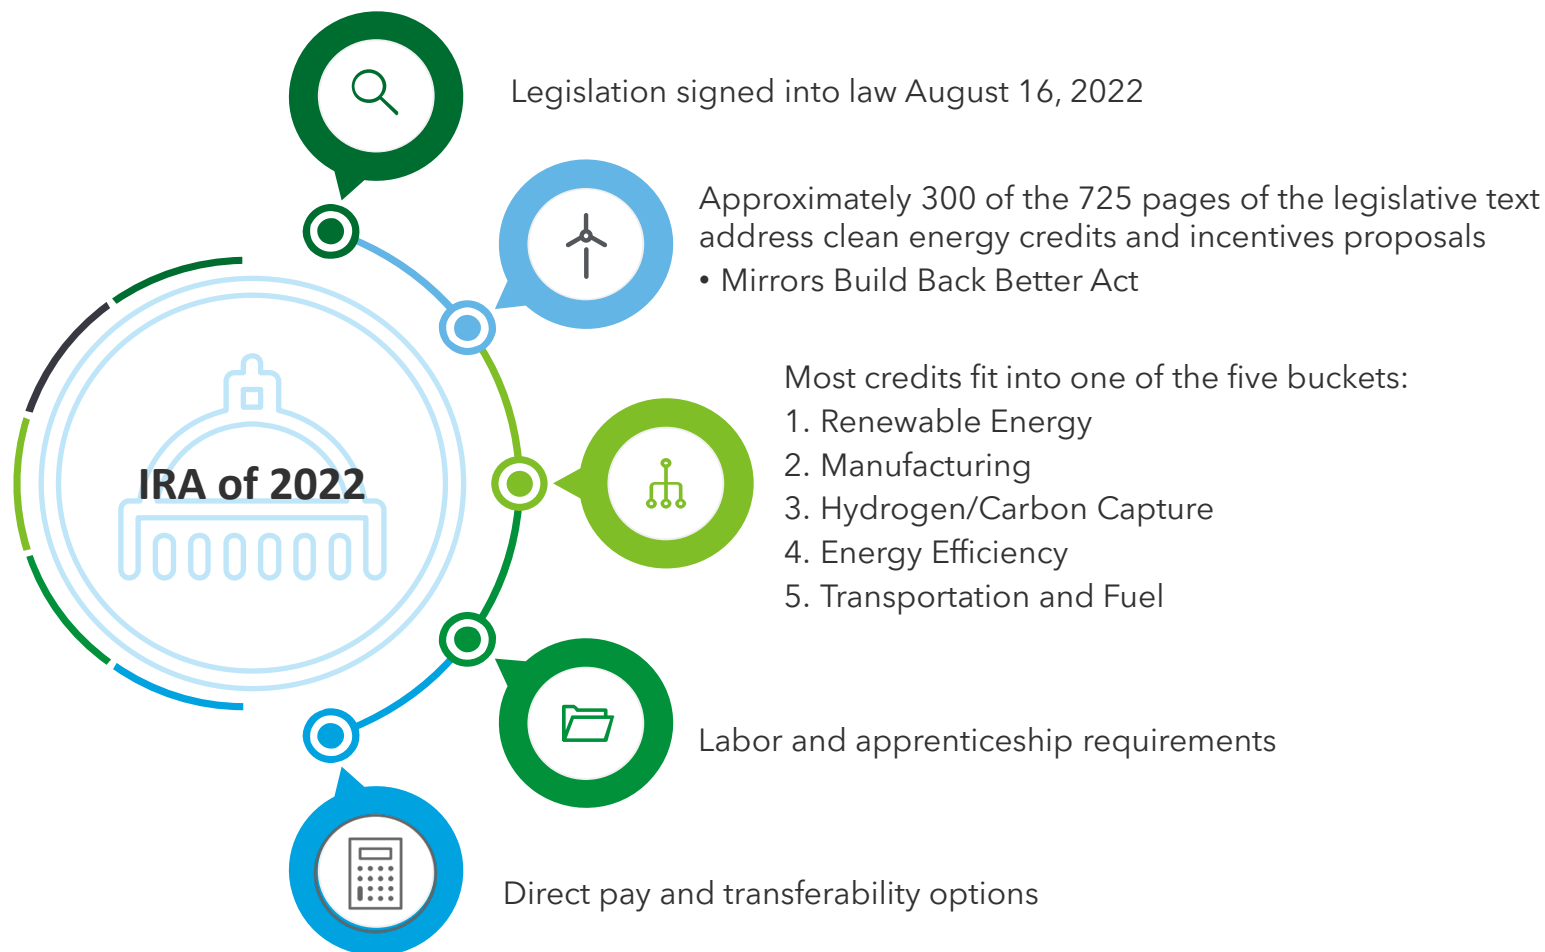 Legislation signed into law August 16, 2022
Approximately 300 of the 725 pages of the legislative text
address clean energy credits and incentives proposals
• Mirrors Build Back Better Act
Most credits fit into one of the five buckets:
1. Renewable Energy
2. Manufacturing
3. Hydrogen/Carbon Capture
4. Energy Efficiency
5. Transportation and Fuel
IRA of 2022
Labor and apprenticeship requirements
Direct pay and transferability options